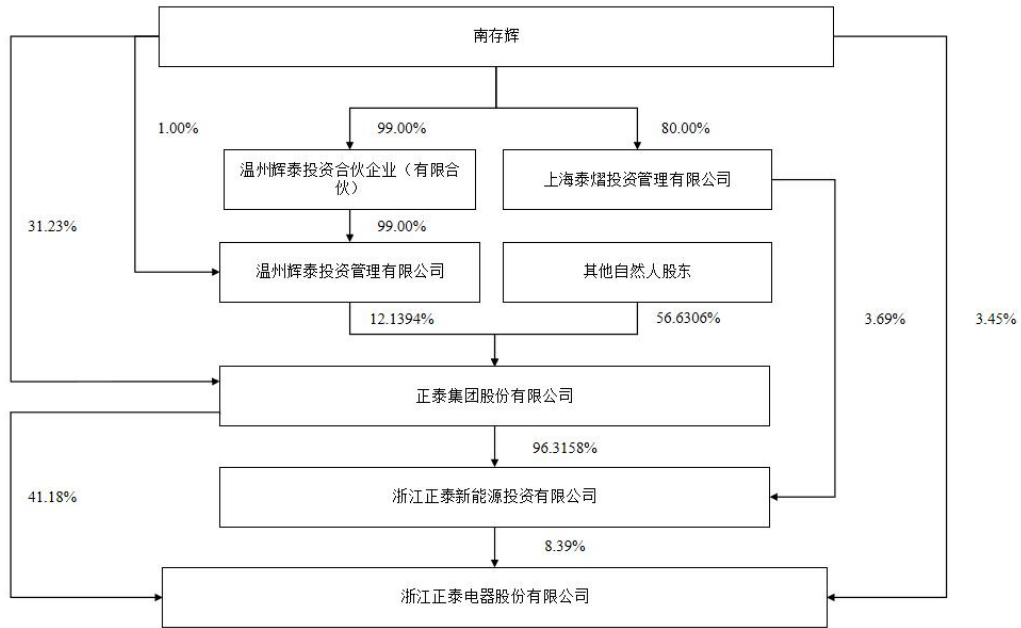 南存辉
1.00%
99.00%
80.00%
温州辉泰投资合伙企业（有限合
伙）
上海泰熠投资管理有限公司
31.23%
99.00%
温州辉泰投资管理有限公司
其他自然人股东
12.1394%
56.6306%
3.69%
3.45%
正泰集团股份有限公司
96.3158%
41.18%
浙江正泰新能源投资有限公司
8.39%
浙江正泰电器股份有限公司